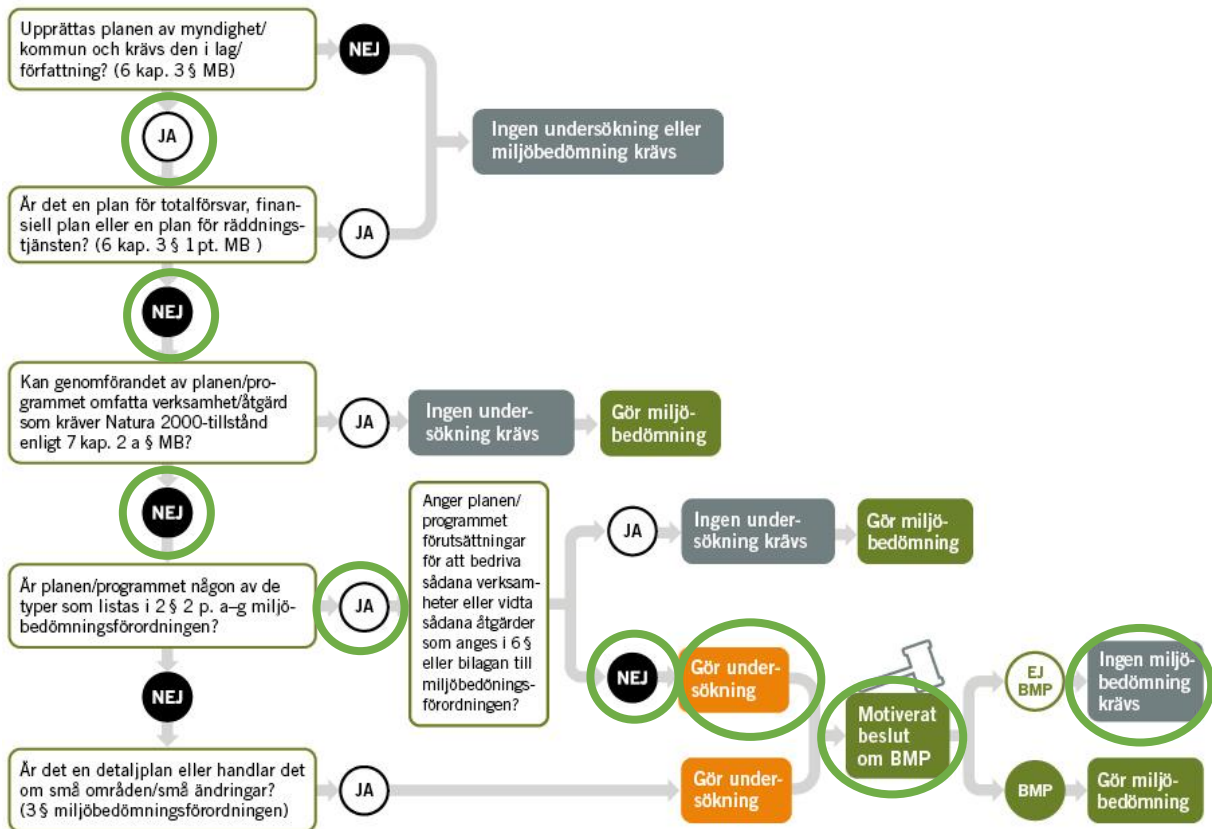 Upprättas planen av myndighet/
kommun och krävs den i lag/
författning? (6 kap. 3 § MB)
NEJ
JA
Ingen undersökning eller
miljöbedömning krävs
Är det en plan för totalförsvar, finan-
siell plan eller en plan för räddnings-
tjänsten? (6 kap. 3 § 1 pt. MB )
JA
NEJ
Kan genomförandet av planen/pro-
grammet omfatta verksamhet/åtgärd
som kräver Natura 2000-tillstånd
enligt 7 kap. 2 a § MB?
JA
Ingen under-
sökning krävs
Gör miljö-
bedömning
NEJ
Är planen/programmet någon av de
typer som listas i 2 § 2 p. a–g miljö-
bedömningsförordningen?
JA
Anger planen/
programmet
förutsättningar
för att bedriva
sådana verksam-
heter eller vidta
sådana åtgärder
som anges i 6 §
eller bilagan till
miljöbedönings-
förordningen?
JA
Ingen under-
sökning krävs
Gör miljö-
bedömning
NEJ
Gör under-
sökning
Motiverat
beslut
om BMP
EJ
BMP
Ingen miljö-
bedömning
krävs
NEJ
Är det en detaljplan eller handlar det
om små områden/små ändringar?
(3 § miljöbedömningsförordningen)
JA
Gör under-
sökning
BMP
Gör miljö-
bedömning